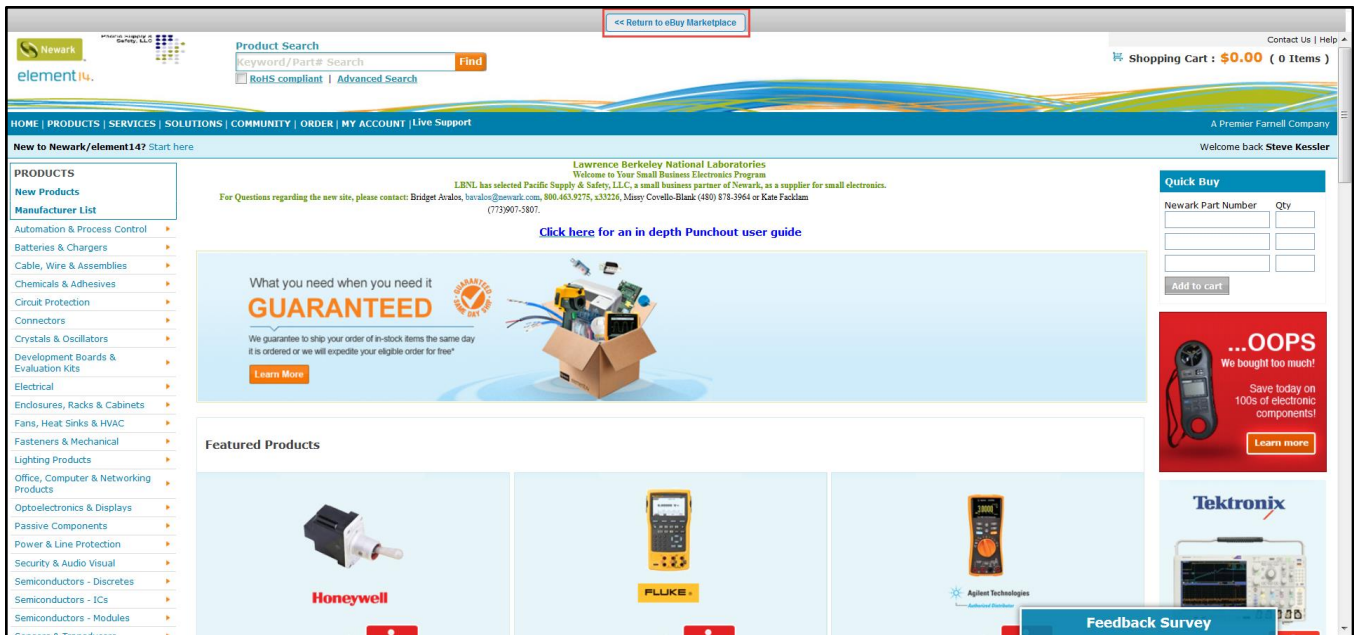 << Return to eBuy Marketplace
Contact Us | Help
Newark
Safety, LLC
element14.
Product Search
Keyword/Part# Search
Find
RoHS compliant | Advanced Search
Shopping Cart : $0.00 ( 0 Items )
HOME | PRODUCTS | SERVICES | SOLUTIONS | COMMUNITY | ORDER | MY ACCOUNT |Live Support
A Premier Farnell Company
New to Newark/element14? Start here
Welcome back Steve Kessler
PRODUCTS
New Products
Manufacturer List
Automation & Process Control
Batteries & Chargers
Cable, Wire & Assemblies
Chemicals & Adhesives
Circuit Protection
Connectors
Crystals & Oscillators
Development Boards &
Evaluation Kits
Electrical
Enclosures, Racks & Cabinets
Fans, Heat Sinks & HVAC
Fasteners & Mechanical
Lighting Products
Office, Computer & Networking
Products
Optoelectronics & Displays
Passive Components
Power & Line Protection
Security & Audio Visual
Semiconductors - Discretes
Semiconductors - ICs
Semiconductors - Modules
Lawrence Berkeley National Laboratories
Welcome to Your Small Business Electronics Program
LBNL has selected Pacific Supply & Safety, LLC, a small business partner of Newark, as a supplier for small electronics.
For Questions regarding the new site, please contact: Bridget Avalos, bavalos@newark.com, 800.463.9275, x33226, Missy Covello-Blank (480) 878-3964 or Kate Facklam
(773)907-5807.
Click here for an in depth Punchout user guide
What you need when you need it
GUARANTEED
We guarantee to ship your order of in-stock items the same day
it is ordered or we will expedite your eligible order for free*
Learn More
Featured Products
Honeywell
FLUKE
Agilent Technologies
Authorized Distributor
Quick Buy
Newark Part Number Qty
Add to cart
...OOPS
We bought too much!
Save today on
100s of electronic
components!
Learn more
Tektronix
Feedback Survey